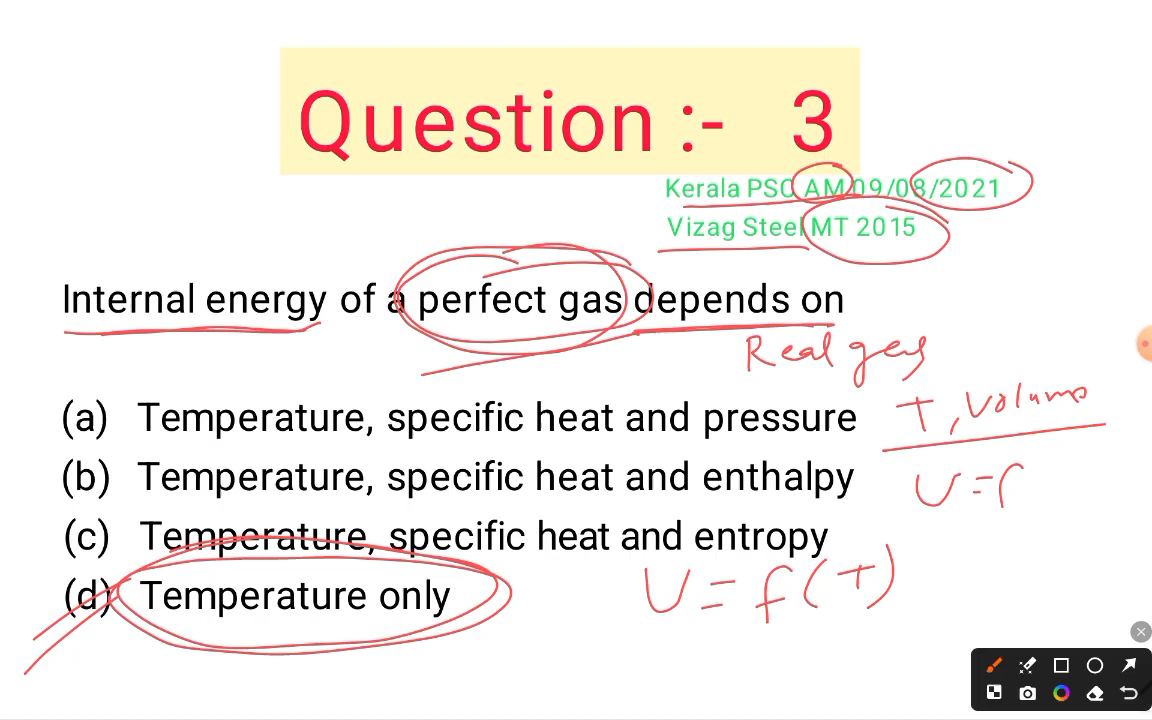 Question :- 3
Kerala PSC AM 09/08/2021
Vizag Steel MT 2015
Internal energy of a perfect gas depends on
Real gas
(a) Temperature, specific heat and pressure
T, Volume
(b) Temperature, specific heat and enthalpy
U = f
(c) Temperature, specific heat and entropy
(d) Temperature only
U = f(T)